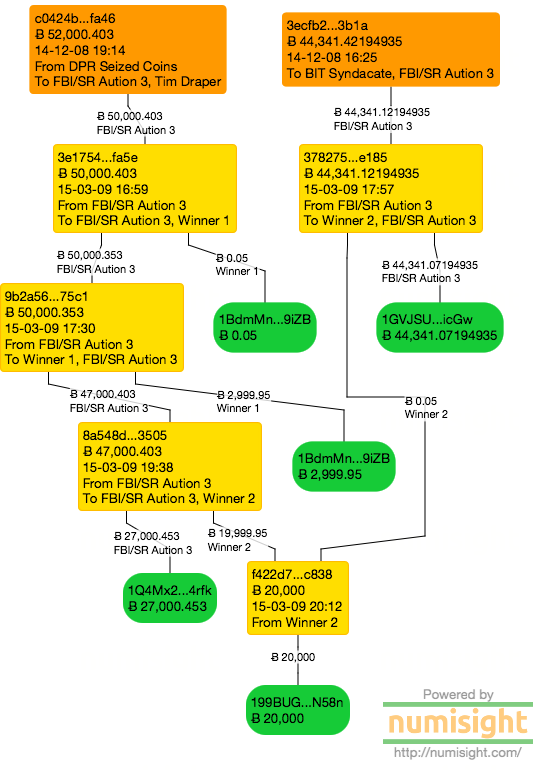 c0424b...fa46
Ƀ 52,000.403
14-12-08 19:14
From DPR Seized Coins
To FBI/SR Aution 3, Tim Draper
3ecfb2...3b1a
Ƀ 44,341.42194935
14-12-08 16:25
To BIT Syndacate, FBI/SR Aution 3
Ƀ 50,000.403
FBI/SR Aution 3
Ƀ 44,341.12194935
FBI/SR Aution 3
3e1754...fa5e
Ƀ 50,000.403
15-03-09 16:59
From FBI/SR Aution 3
To FBI/SR Aution 3, Winner 1
378275...e185
Ƀ 44,341.12194935
15-03-09 17:57
From FBI/SR Aution 3
To Winner 2, FBI/SR Aution 3
Ƀ 50,000.353
FBI/SR Aution 3
Ƀ 0.05
Winner 1
Ƀ 44,341.07194935
FBI/SR Aution 3
9b2a56...75c1
Ƀ 50,000.353
15-03-09 17:30
From FBI/SR Aution 3
To Winner 1, FBI/SR Aution 3
1BdmMn...9iZB
Ƀ 0.05
1GVJSU...icGw
Ƀ 44,341.07194935
Ƀ 47,000.403
FBI/SR Aution 3
Ƀ 2,999.95
Winner 1
Ƀ 0.05
Winner 2
8a548d...3505
Ƀ 47,000.403
15-03-09 19:38
From FBI/SR Aution 3
To FBI/SR Aution 3, Winner 2
1BdmMn...9iZB
Ƀ 2,999.95
Ƀ 27,000.453
FBI/SR Aution 3
Ƀ 19,999.95
Winner 2
1Q4Mx2...4rfk
Ƀ 27,000.453
f422d7...c838
Ƀ 20,000
15-03-09 20:12
From Winner 2
Ƀ 20,000
199BUG...N58n
Ƀ 20,000
Powered by
numisight
http://numisight.com/